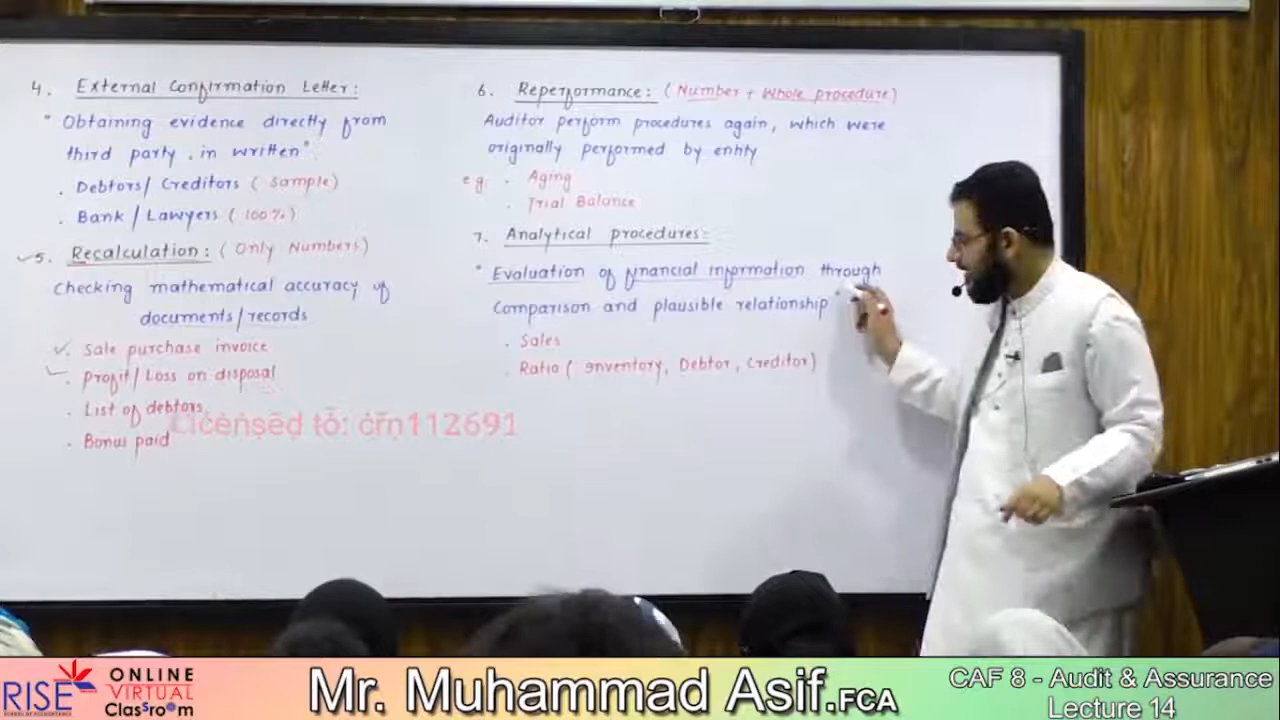 4. External Confirmation Letter:
" Obtaining evidence directly from
third party, in written".
. Debtors/ Creditors ( Sample)
. Bank / Lawyers ( 100%)
5. Recalculation: ( Only Numbers)
Checking mathematical accuracy of
documents/records
Sale purchase invoice
. Profit/ Loss on disposal
. List of debtors
. Bonus paid
6. Reperformance: ( Number + Whole procedure)
Auditor perform procedures again, which were
originally performed by entity
eg. . Aging
. Trial Balance
7. Analytical procedures:
" Evaluation of financial information through
Comparison and plausible relationship "
. Sales
. Ratio ( Inventory, Debtor, Creditor)
Licensed to: crn112691
RISE
ONLINE
VIRTUAL
Classroom
Mr. Muhammad Asif.FCA
CAF 8 - Audit & Assurance
Lecture 14